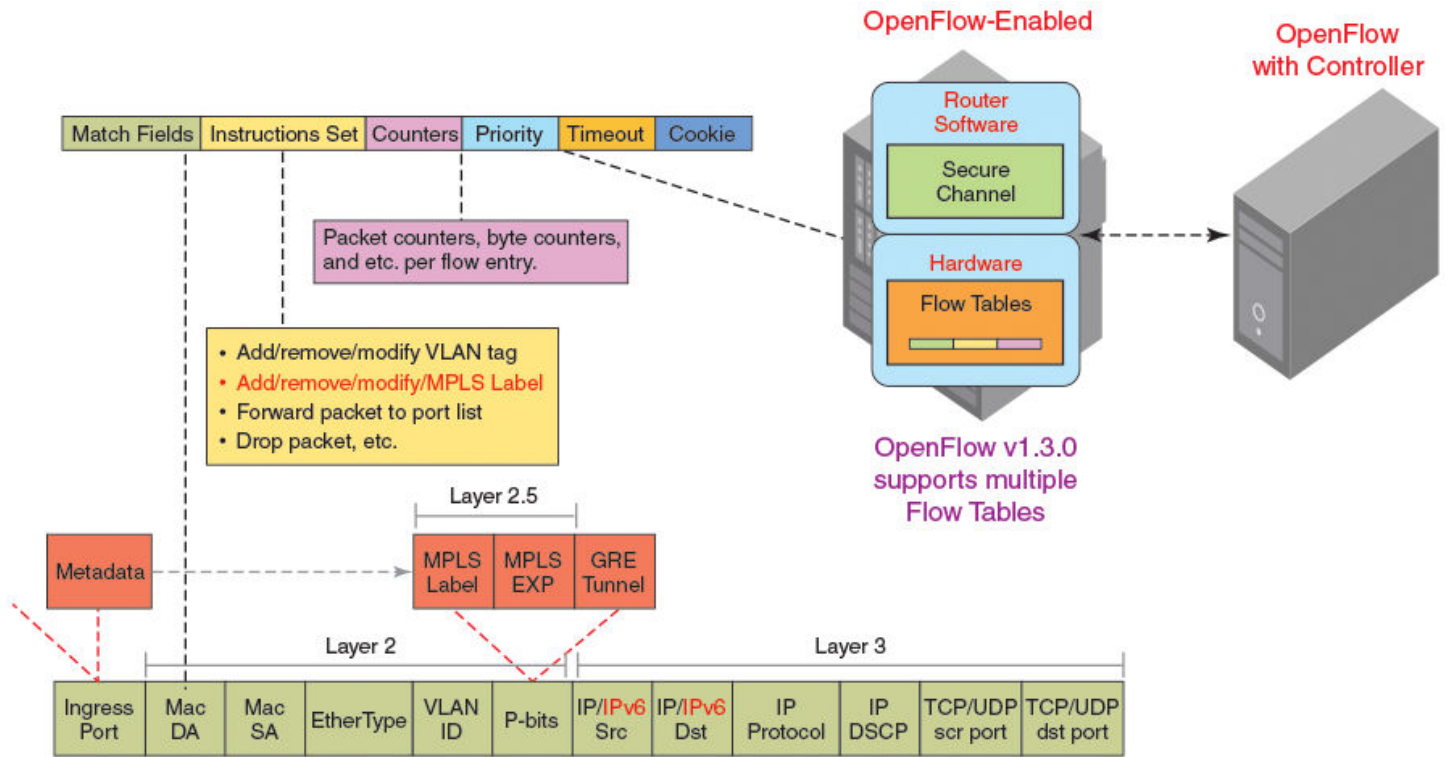 OpenFlow-Enabled
OpenFlow
with Controller
Router
Software
Secure
Channel
Hardware
Flow Tables
OpenFlow v1.3.0
supports multiple
Flow Tables
Match Fields
Instructions Set
Counters
Priority
Timeout
Cookie
Packet counters, byte counters,
and etc. per flow entry.
• Add/remove/modify VLAN tag
• Add/remove/modify/MPLS Label
• Forward packet to port list
• Drop packet, etc.
Layer 2.5
Metadata
MPLS
Label
MPLS
EXP
GRE
Tunnel
Layer 2
Layer 3
Ingress
Port
Mac
DA
Mac
SA
EtherType
VLAN
ID
P-bits
IP/IPv6
Src
IP/IPv6
Dst
IP
Protocol
IP
DSCP
TCP/UDP
scr port
TCP/UDP
dst port